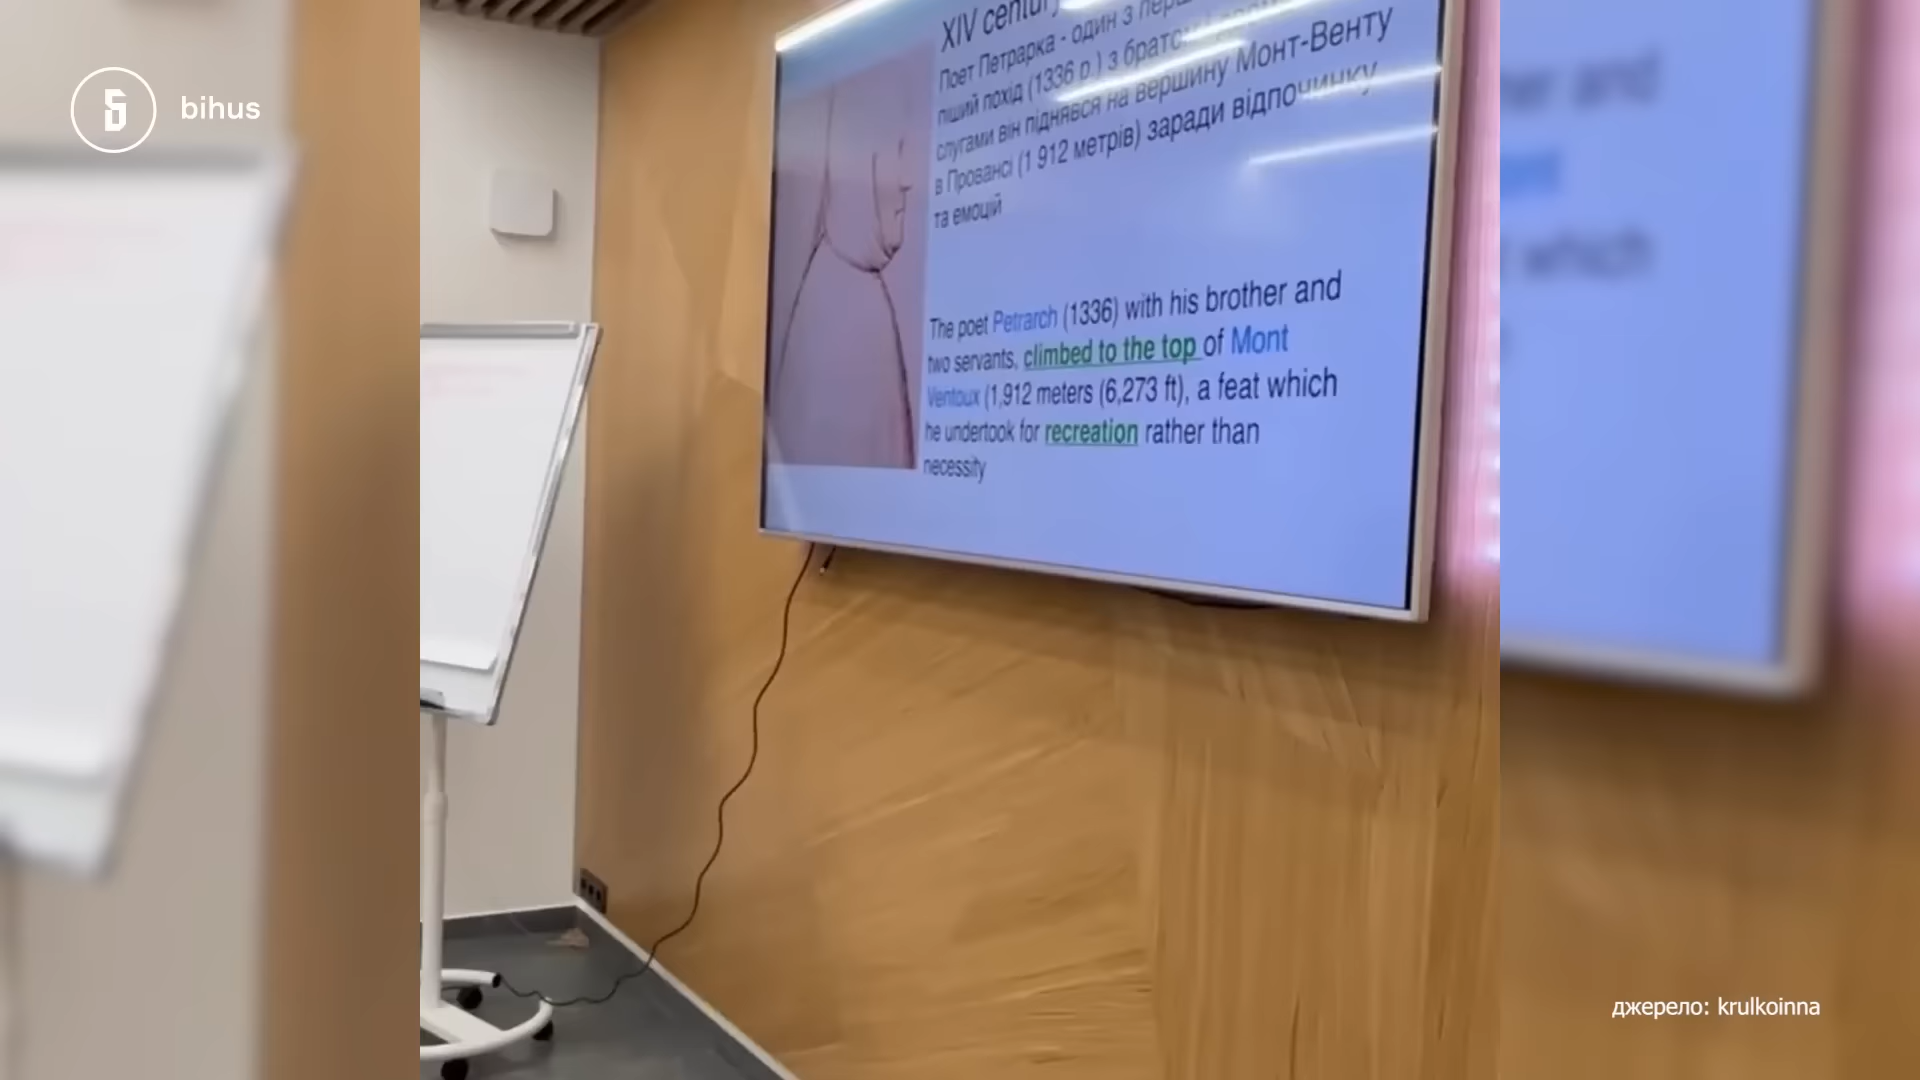 bihus
XIV century
Поет Петрарка - один з перш
піший похід (1336 р.) з братом і двома
слугами він піднявся на вершину Монт-Венту
в Провансі (1 912 метрів) заради відпочинку
та емоцій
The poet Petrarch (1336) with his brother and
two servants, climbed to the top of Mont
Ventoux (1,912 meters (6,273 ft), a feat which
he undertook for recreation rather than
necessity
джерело: krulkoinna